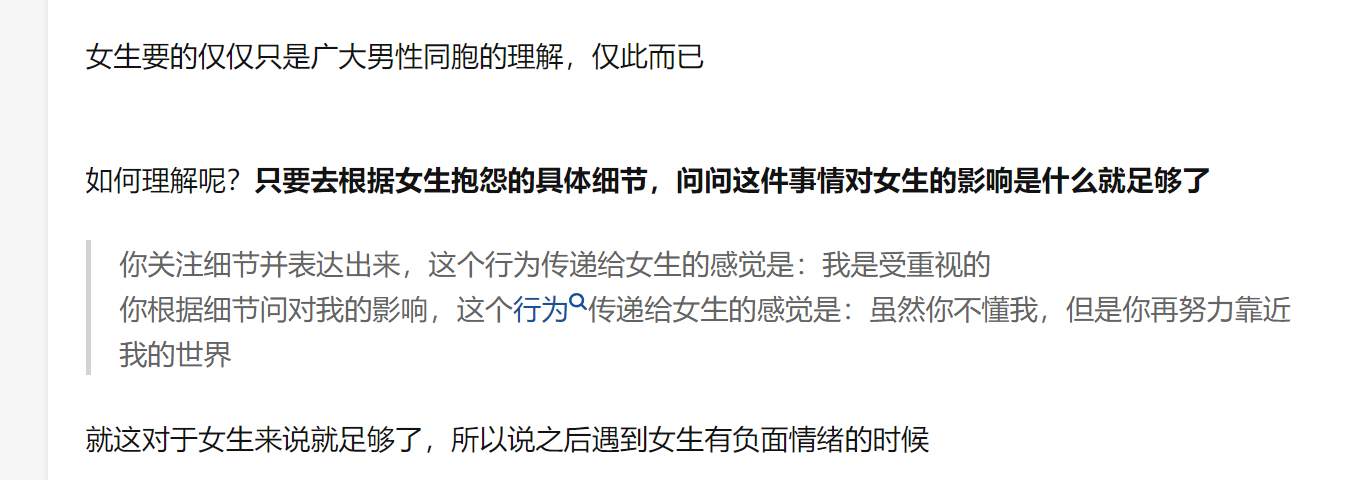 女生要的仅仅只是广大男性同胞的理解，仅此而已
如何理解呢？只要去根据女生抱怨的具体细节，问问这件事情对女生的影响是什么就足够了
你关注细节并表达出来，这个行为传递给女生的感觉是：我是受重视的
你根据细节问对我的影响，这个行为传递给女生的感觉是：虽然你不懂我，但是你再努力靠近
我的世界
就这对于女生来说就足够了，所以说之后遇到女生有负面情绪的时候